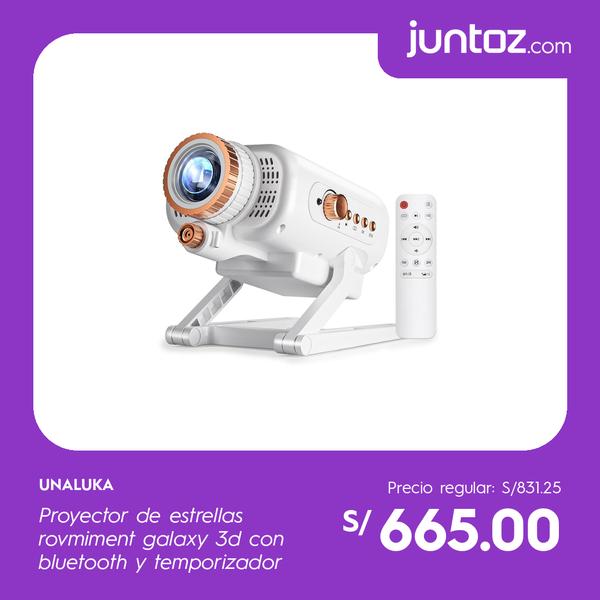 juntoz.com
UNALUKA
Proyector de estrellas
rovmiment galaxy 3d con
bluetooth y temporizador
Precio regular: S/831.25
S/ 665.00